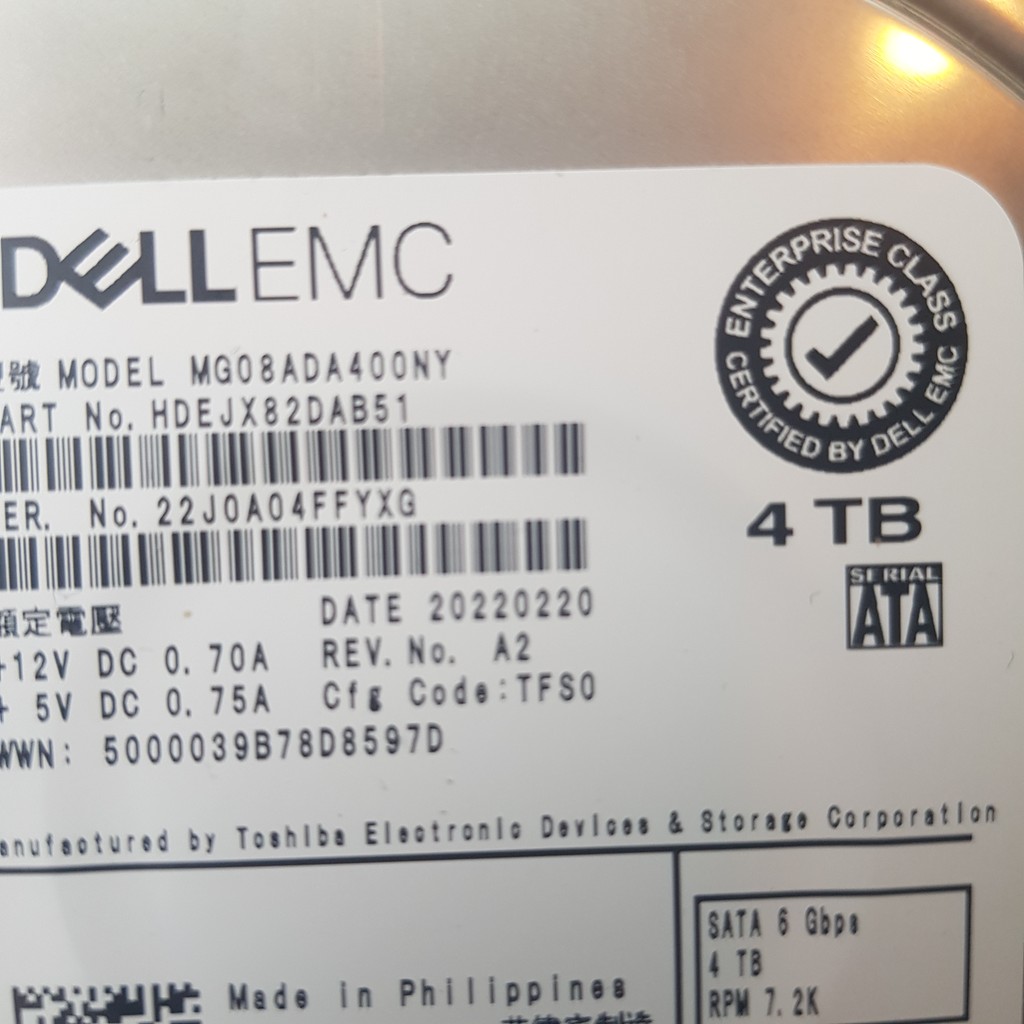 DELL EMC
ENTERPRISE CLASS
CERTIFIED BY DELL EMC
號 MODEL MG08ADA400NY
ART No. HDEJX82DAB51
ER. No. 22J0A04FFYXG
4 TB
SERIAL
ATA
額定電壓 DATE 20220220
+12V DC 0.70A REV. No. A2
+ 5V DC 0.75A Cfg Code:TFS0
WWN: 5000039B78D8597D
anufactured by Toshiba Electronic Devices & Storage Corporation
SATA 6 Gbps
4 TB
RPM 7.2K
Made in Philippines